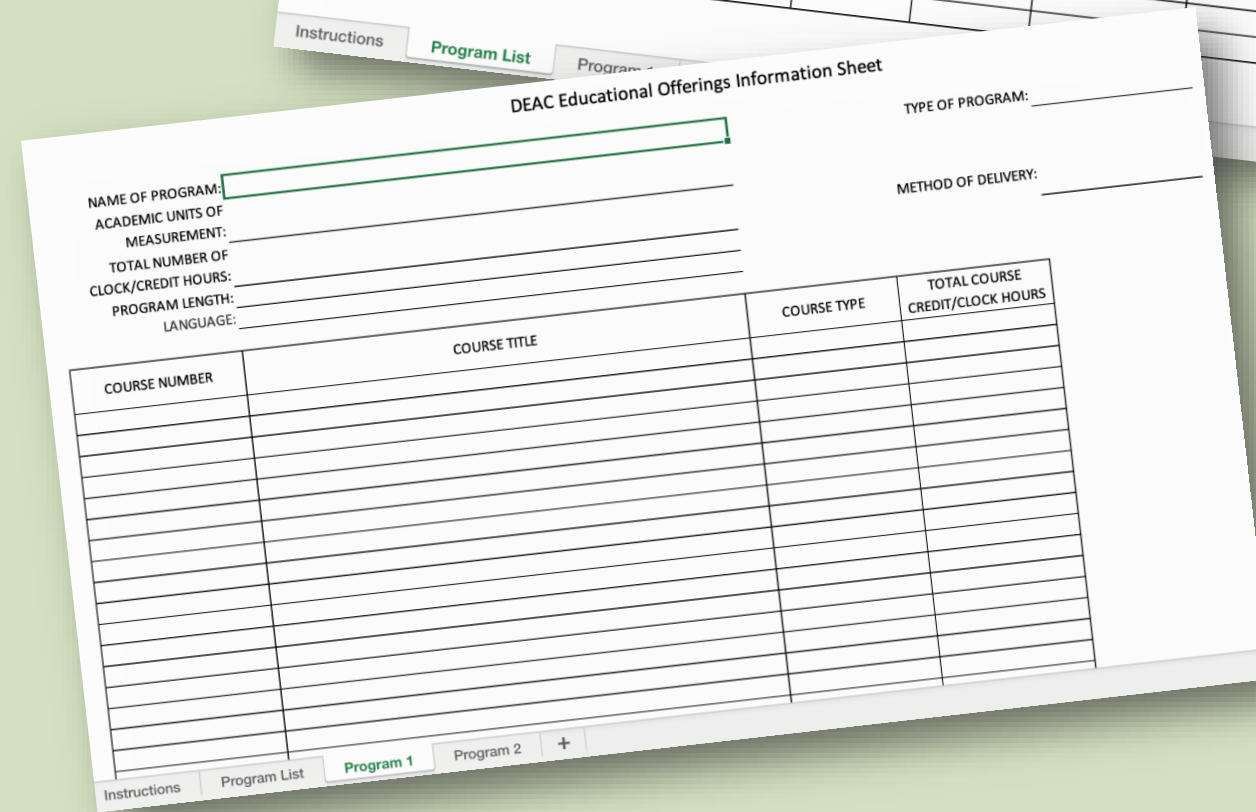 Instructions
Program List
DEAC Educational Offerings Information Sheet
TYPE OF PROGRAM:
NAME OF PROGRAM:
METHOD OF DELIVERY:
ACADEMIC UNITS OF
MEASUREMENT:
TOTAL NUMBER OF
CLOCK/CREDIT HOURS:
PROGRAM LENGTH:
LANGUAGE:
COURSE NUMBER
COURSE TITLE
COURSE TYPE
TOTAL COURSE
CREDIT/CLOCK HOURS
Instructions
Program List
Program 1
Program 2
+